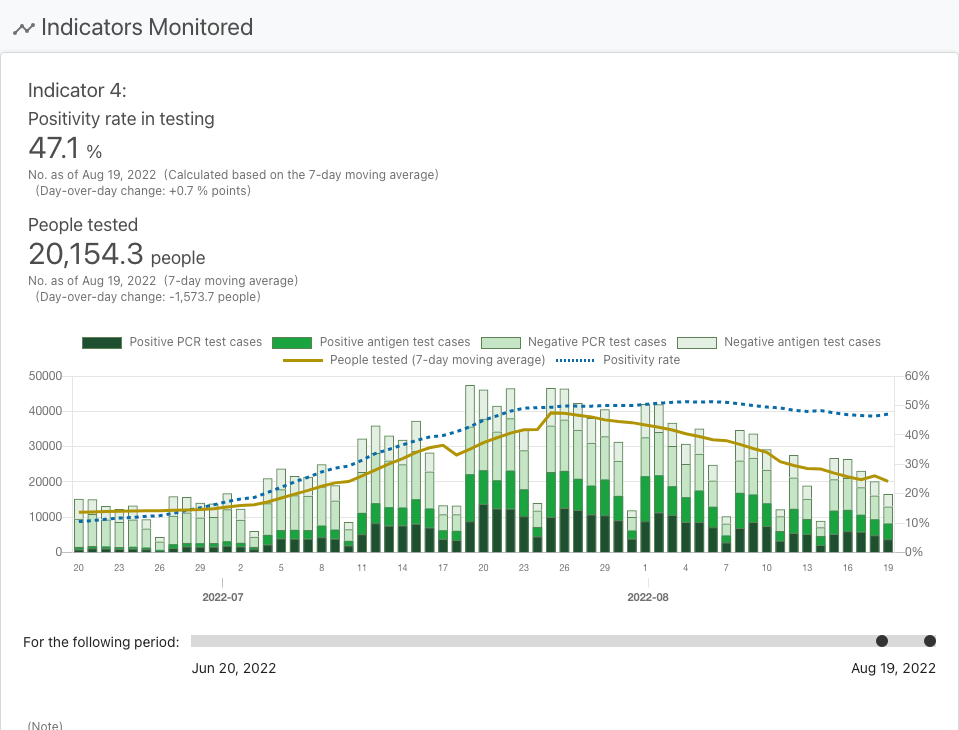 Indicators Monitored
Indicator 4:
Positivity rate in testing
47.1 %
No. as of Aug 19, 2022 (Calculated based on the 7-day moving average)
(Day-over-day change: +0.7 % points)
People tested
20,154.3 people
No. as of Aug 19, 2022 (7-day moving average)
(Day-over-day change: -1,573.7 people)
Positive PCR test cases Positive antigen test cases Negative PCR test cases Negative antigen test cases
People tested (7-day moving average) Positivity rate
50000 60%
40000 50%
30000 40%
20000 30%
10000 20%
0 10%
0%
20 23 26 29 2 5 8 11 14 17 20 23 26 29 1 4 7 10 13 16 19
2022-07 2022-08
For the following period:
Jun 20, 2022 Aug 19, 2022
(Note)